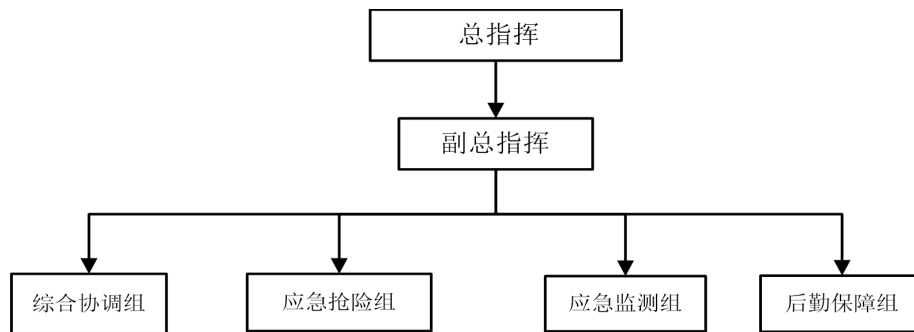 总指挥
副总指挥
综合协调组
应急抢险组
应急监测组
后勤保障组